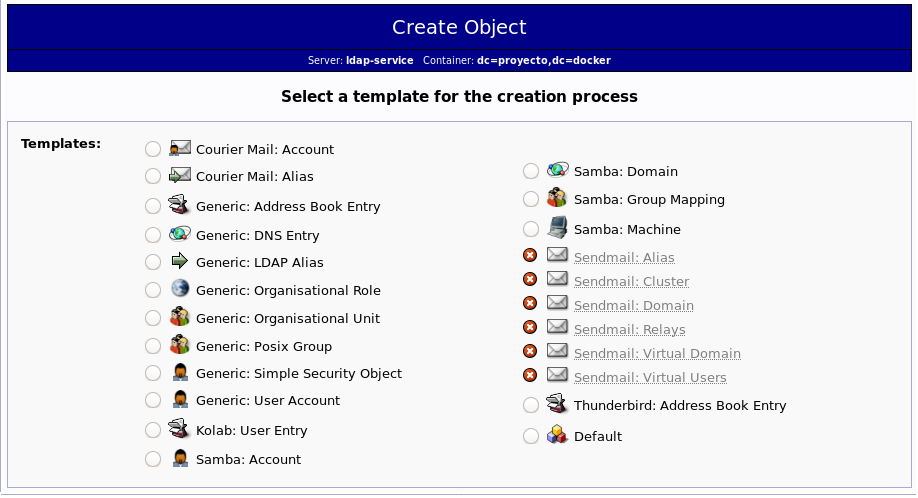 Create Object
Server: ldap-service Container: dc=proyecto,dc=docker
Select a template for the creation process
Templates:
Courier Mail: Account
Courier Mail: Alias
Generic: Address Book Entry
Generic: DNS Entry
Generic: LDAP Alias
Generic: Organisational Role
Generic: Organisational Unit
Generic: Posix Group
Generic: Simple Security Object
Generic: User Account
Kolab: User Entry
Samba: Account
Samba: Domain
Samba: Group Mapping
Samba: Machine
Sendmail: Alias
Sendmail: Cluster
Sendmail: Domain
Sendmail: Relays
Sendmail: Virtual Domain
Sendmail: Virtual Users
Thunderbird: Address Book Entry
Default